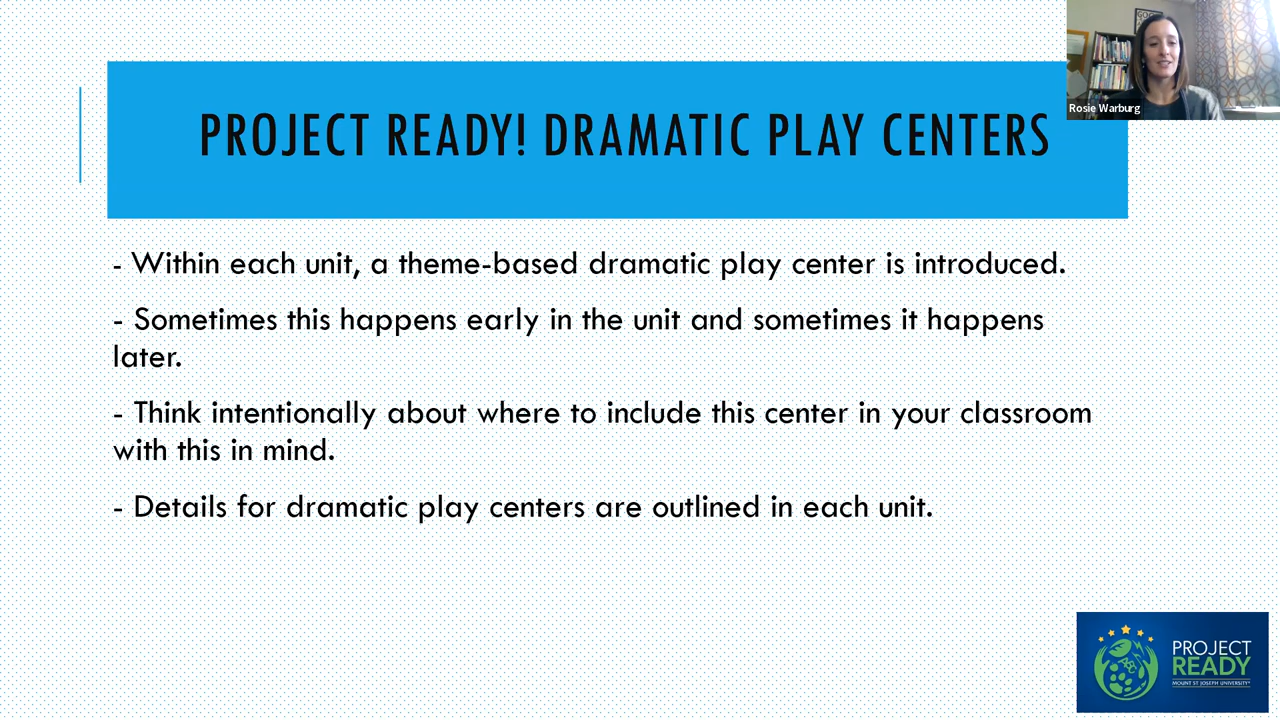 Rosie Warburg
PROJECT READY! DRAMATIC PLAY CENTERS
- Within each unit, a theme-based dramatic play center is introduced.
- Sometimes this happens early in the unit and sometimes it happens
later.
- Think intentionally about where to include this center in your classroom
with this in mind.
- Details for dramatic play centers are outlined in each unit.
PROJECT
READY
MOUNT ST JOSEPH UNIVERSITY